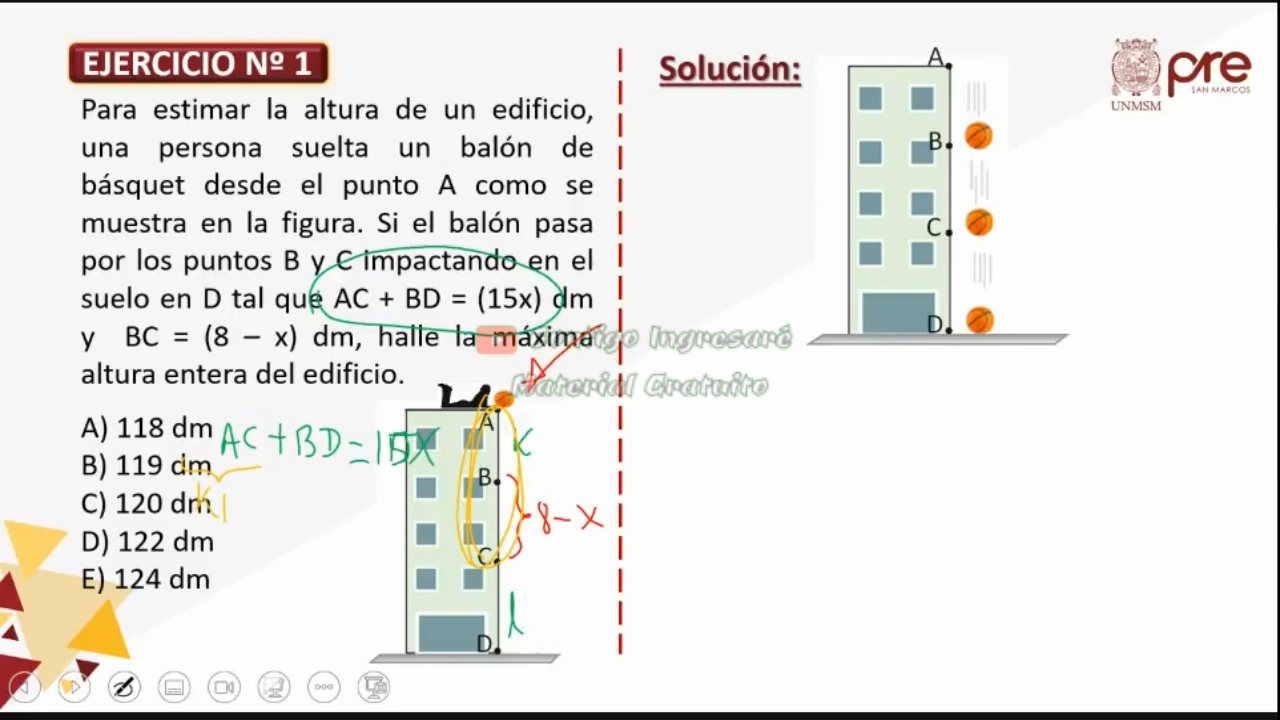 EJERCICIO Nº 1
Para estimar la altura de un edificio,
una persona suelta un balón de
básquet desde el punto A como se
muestra en la figura. Si el balón pasa
por los puntos B y C impactando en el
suelo en D tal que AC + BD = (15x) dm
y BC = (8 – x) dm, halle la máxima
altura entera del edificio.
A) 118 dm
B) 119 dm
C) 120 dm
D) 122 dm
E) 124 dm
AC + BD = 15X
A
B
C
D
8 - X
l
Solución:
A
B
C
D
UNMSM
pre
SAN MARCOS
Contigo Ingresaré
Material Gratuito